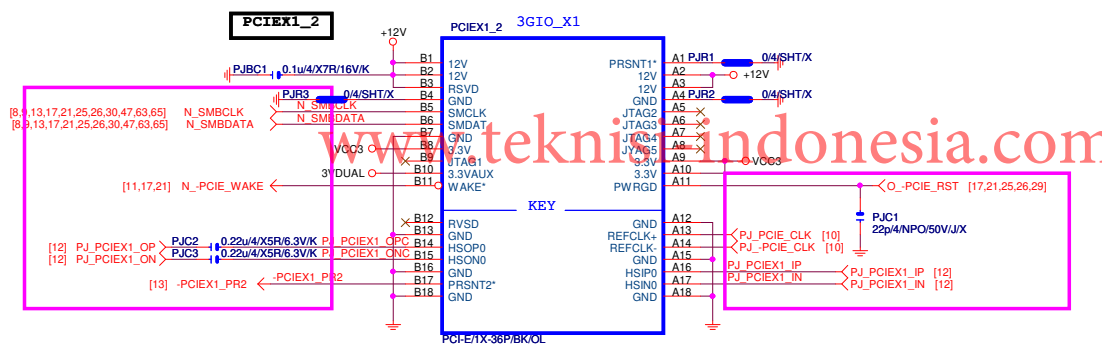 PCIEX1_2
PCIEX1_2 3GIO_X1
+12V
PJBC1 0.1u/4/X7R/16V/K
B1 12V
B2 12V
B3 RSVD
B4 GND
B5 SMCLK
B6 SMDAT
B7 GND
B8 3.3V
B9 JTAG1
B10 3.3VAUX
B11 WAKE*
PJR3 0/4/SHT/X
[8,9,13,17,21,25,26,30,47,63,65] N_SMBCLK N_SMBCLK
[8,9,13,17,21,25,26,30,47,63,65] N_SMBDATA N_SMBDATA
VCC3
3VDUAL
[11,17,21] N_-PCIE_WAKE
PRSNT1* A1 PJR1 0/4/SHT/X
12V A2 +12V
12V A3
GND A4 PJR2 0/4/SHT/X
JTAG2 A5
JTAG3 A6
JTAG4 A7
JYAG5 A8
3.3V A9 VCC3
3.3V A10
PWRGD A11 O_-PCIE_RST [17,21,25,26,29]
www.teknisi-indonesia.com
KEY
B12 RVSD
B13 GND
B14 HSOP0
B15 HSON0
B16 GND
B17 PRSNT2*
B18 GND
[12] PJ_PCIEX1_OP PJC2 0.22u/4/X5R/6.3V/K PJ_PCIEX1_OPC
[12] PJ_PCIEX1_ON PJC3 0.22u/4/X5R/6.3V/K PJ_PCIEX1_ONC
[13] -PCIEX1_PR2 -PCIEX1_PR2
GND A12
REFCLK+ A13 PJ_PCIE_CLK [10]
REFCLK- A14 PJ_-PCIE_CLK [10]
GND A15
HSIP0 A16 PJ_PCIEX1_IP PJ_PCIEX1_IP [12]
HSIN0 A17 PJ_PCIEX1_IN PJ_PCIEX1_IN [12]
GND A18
PJC1
22p/4/NPO/50V/J/X
PCI-E/1X-36P/BK/OL